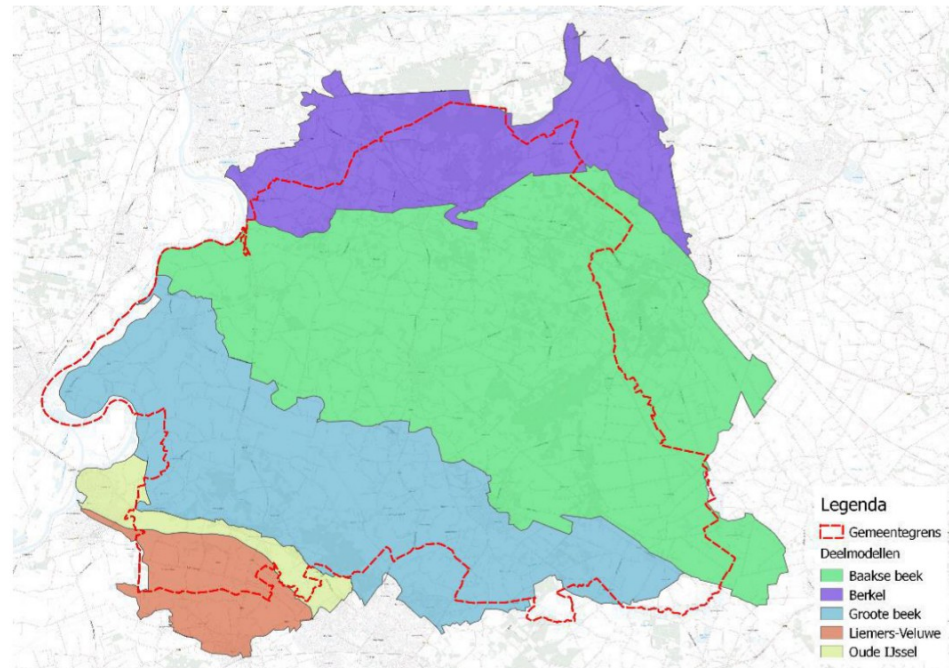 Legenda
Gemeentegrens
Deelmodellen
Baakse beek
Berkel
Groote beek
Liemers-Veluwe
Oude IJssel